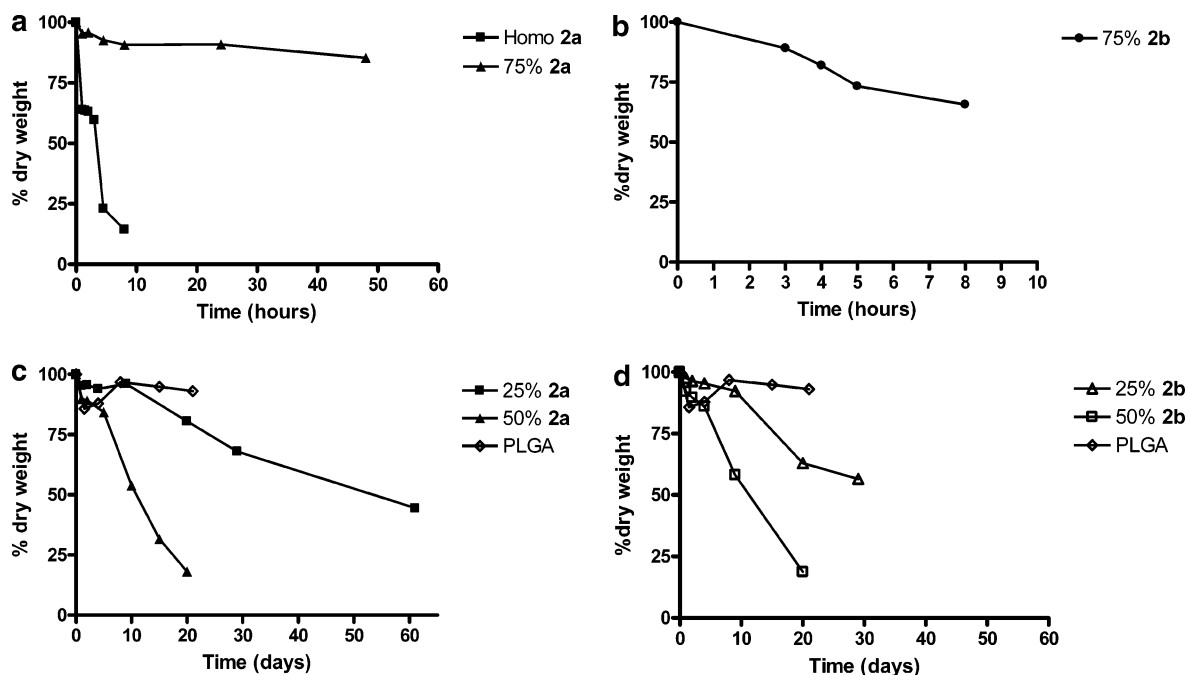 a
100
75
50
25
0
% dry weight
0 10 20 30 40 50 60
Time (hours)
Homo 2a
75% 2a
b
100
75
50
25
0
%dry weight
0 1 2 3 4 5 6 7 8 9 10
Time (hours)
75% 2b
c
100
75
50
25
0
% dry weight
0 10 20 30 40 50 60
Time (days)
25% 2a
50% 2a
PLGA
d
100
75
50
25
0
%dry weight
0 10 20 30 40 50 60
Time (days)
25% 2b
50% 2b
PLGA